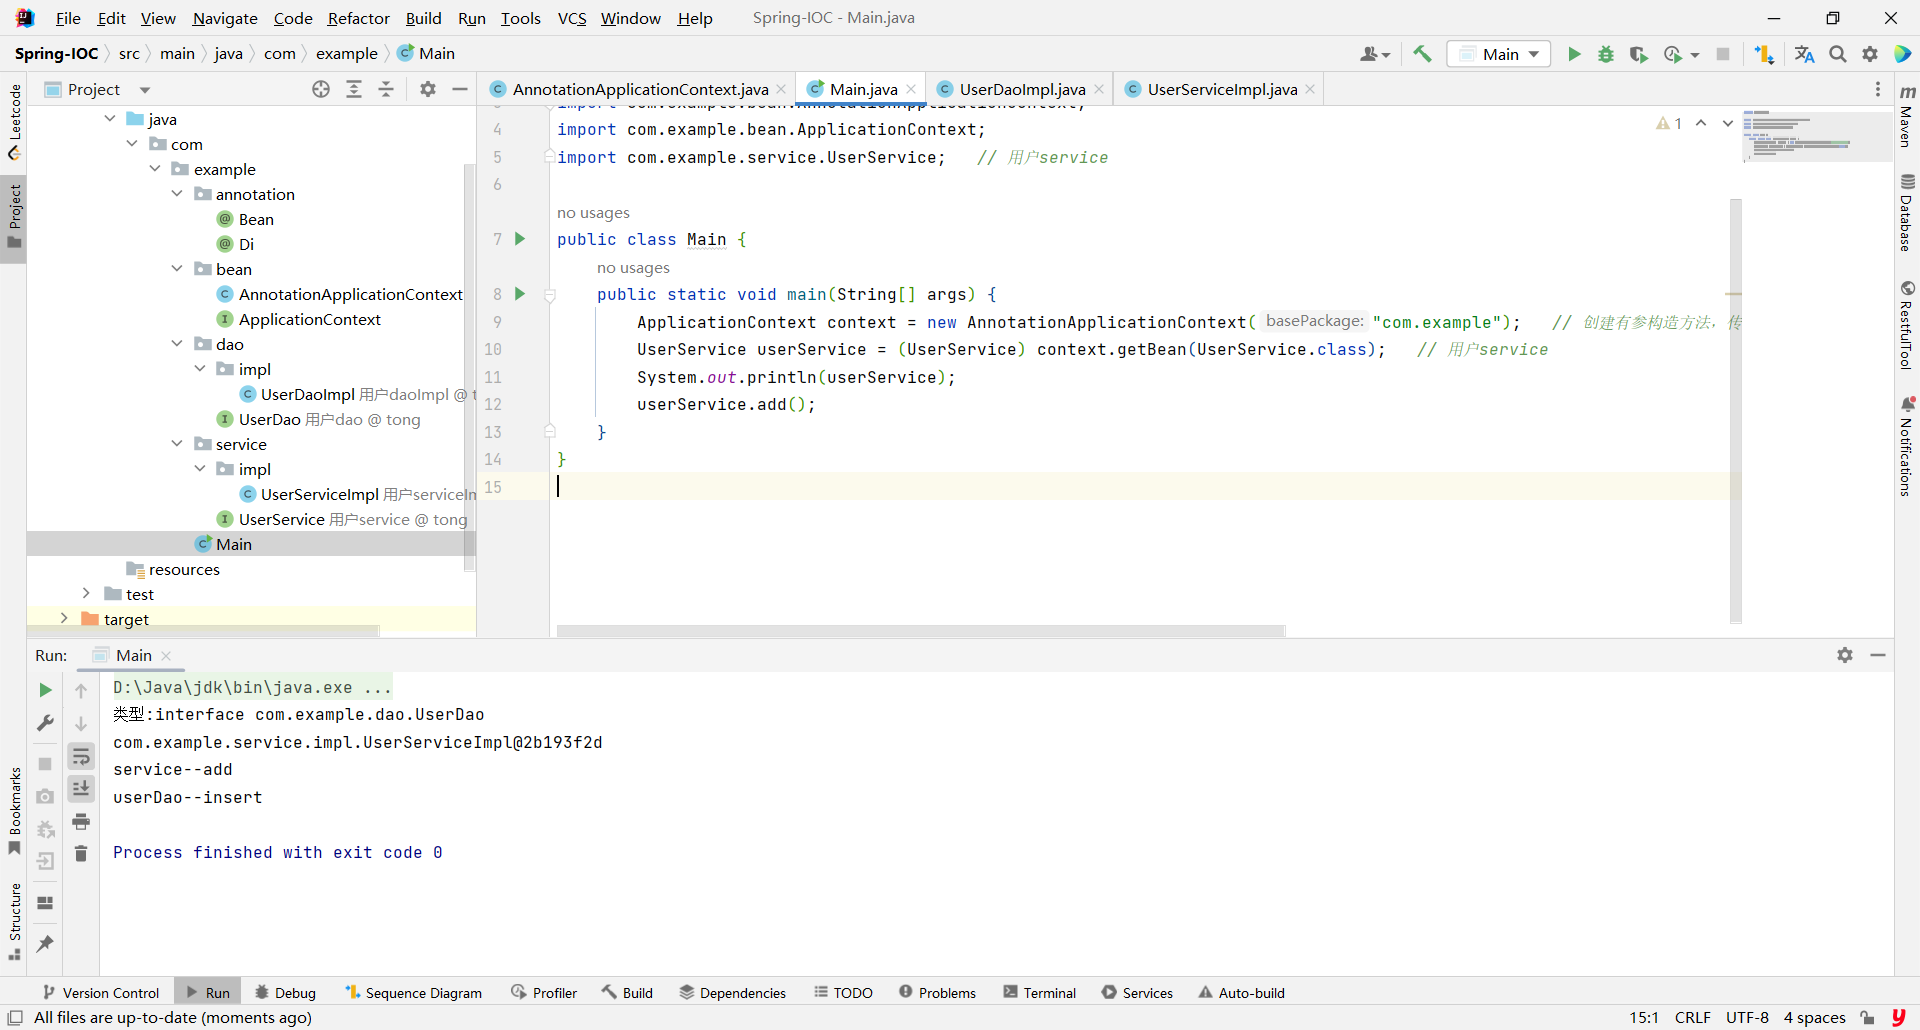 File Edit View Navigate Code Refactor Build Run Tools VCS Window Help Spring-IOC - Main.java
Spring-IOC src main java com example Main
Main
Project
AnnotationApplicationContext.java Main.java UserDaoImpl.java UserServiceImpl.java
Leetcode
Project
Bookmarks
Structure
java
com
example
annotation
Bean
Di
bean
AnnotationApplicationContext
ApplicationContext
dao
impl
UserDaoImpl 用户daoImpl @
UserDao 用户dao @ tong
service
impl
UserServiceImpl 用户serviceIm
UserService 用户service @ tong
Main
resources
test
target
import com.example.bean.AnnotationApplicationContext;
4 import com.example.bean.ApplicationContext;
5 import com.example.service.UserService; // 用户service
6
no usages
7 public class Main {
no usages
8 public static void main(String[] args) {
9 ApplicationContext context = new AnnotationApplicationContext( basePackage: "com.example"); // 创建有参构造方法，传
10 UserService userService = (UserService) context.getBean(UserService.class); // 用户service
11 System.out.println(userService);
12 userService.add();
13 }
14 }
15
1
Maven
Database
RestfulTool
Notifications
Run: Main
D:\Java\jdk\bin\java.exe ...
类型:interface com.example.dao.UserDao
com.example.service.impl.UserServiceImpl@2b193f2d
service--add
userDao--insert
Process finished with exit code 0
Version Control Run Debug Sequence Diagram Profiler Build Dependencies TODO Problems Terminal Services Auto-build
All files are up-to-date (moments ago) 15:1 CRLF UTF-8 4 spaces